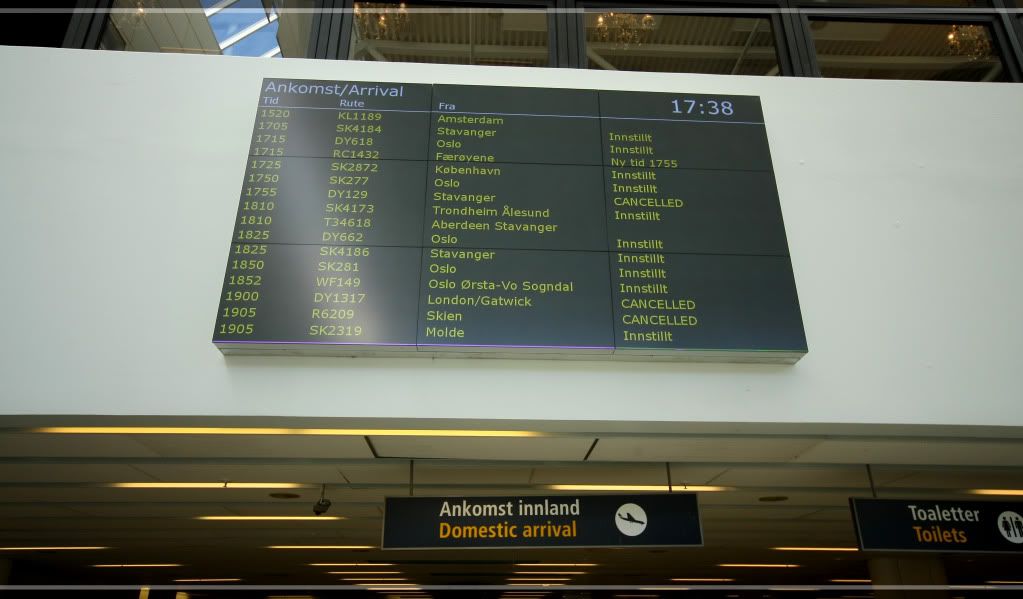 Ankomst/Arrival 17:38
Tid Rute Fra
1520 KL1189 Amsterdam
1705 SK4184 Stavanger Innstillt
1715 DY618 Oslo Innstillt
1715 RC1432 Færøyene Ny tid 1755
1725 SK2872 København Innstillt
1750 SK277 Oslo Innstillt
1755 DY129 Stavanger CANCELLED
1810 SK4173 Trondheim Ålesund Innstillt
1810 T34618 Aberdeen Stavanger
1825 DY662 Oslo Innstillt
1825 SK4186 Stavanger Innstillt
1850 SK281 Oslo Innstillt
1852 WF149 Oslo Ørsta-Vo Sogndal Innstillt
1900 DY1317 London/Gatwick CANCELLED
1905 R6209 Skien CANCELLED
1905 SK2319 Molde Innstillt
Ankomst innland
Domestic arrival
Toaletter
Toilets